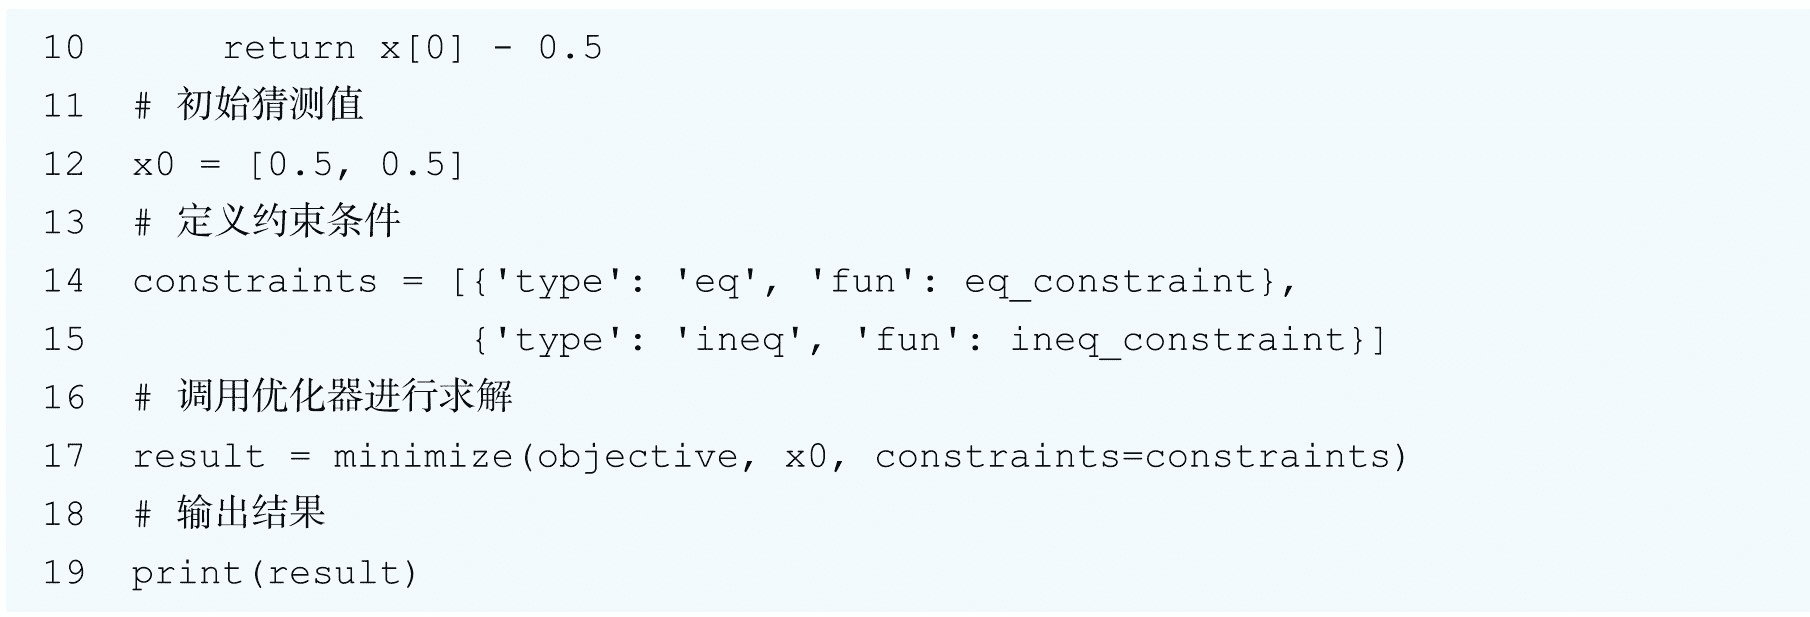 10      return x[0] - 0.5
11  # 初始猜测值
12  x0 = [0.5, 0.5]
13  # 定义约束条件
14  constraints = [{'type': 'eq', 'fun': eq_constraint},
15                 {'type': 'ineq', 'fun': ineq_constraint}]
16  # 调用优化器进行求解
17  result = minimize(objective, x0, constraints=constraints)
18  # 输出结果
19  print(result)